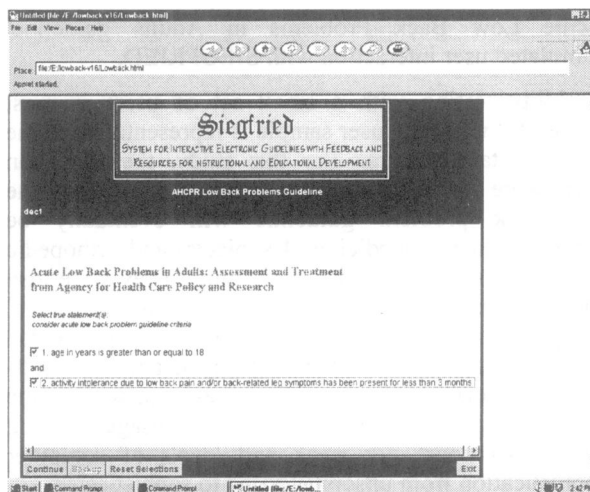 Untitled [file:/E:/lowback-v16/Lowback.html]
File Edit View Places Help
Place: file:/E:/lowback-v16/Lowback.html
Applet started.
Siegfried
SYSTEM FOR INTERACTIVE ELECTRONIC GUIDELINES WITH FEEDBACK AND
RESOURCES FOR INSTRUCTIONAL AND EDUCATIONAL DEVELOPMENT
AHCPR Low Back Problems Guideline
dec1
Acute Low Back Problems in Adults: Assessment and Treatment
from Agency for Health Care Policy and Research
Select true statement(s):
consider acute low back problem guideline criteria
1. age in years is greater than or equal to 18
and
2. activity intolerance due to low back pain and/or back-related leg symptoms has been present for less than 3 months
Continue Backup Reset Selections Exit
Start Command Prompt Command Prompt Untitled [file:/E:/lowb... 2:42 PM